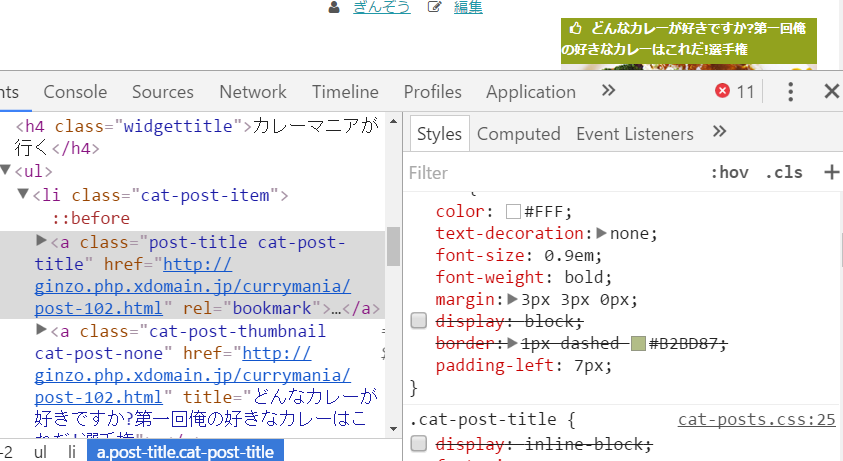 ぎんぞう 編集
どんなカレーが好きですか?第一回俺
の好きなカレーはこれだ!選手権
nts Console Sources Network Timeline Profiles Application » 11
<h4 class="widgettitle">カレーマニアが
行く</h4>
<ul>
<li class="cat-post-item">
::before
<a class="post-title cat-post-
title" href="http://
ginzo.php.xdomain.jp/currymania/
post-102.html" rel="bookmark">…</a>
<a class="cat-post-thumbnail
cat-post-none" href="http://
ginzo.php.xdomain.jp/currymania/
post-102.html" title="どんなカレーが
好きですか?第一回俺の好きなカレーはこ
-2 ul li a.post-title.cat-post-title
Styles Computed Event Listeners »
Filter :hov .cls +
{
color: #FFF;
text-decoration: none;
font-size: 0.9em;
font-weight: bold;
margin: 3px 3px 0px;
display: block;
border: 1px dashed #B2BD87;
padding-left: 7px;
}
.cat-post-title { cat-posts.css:25
display: inline-block;